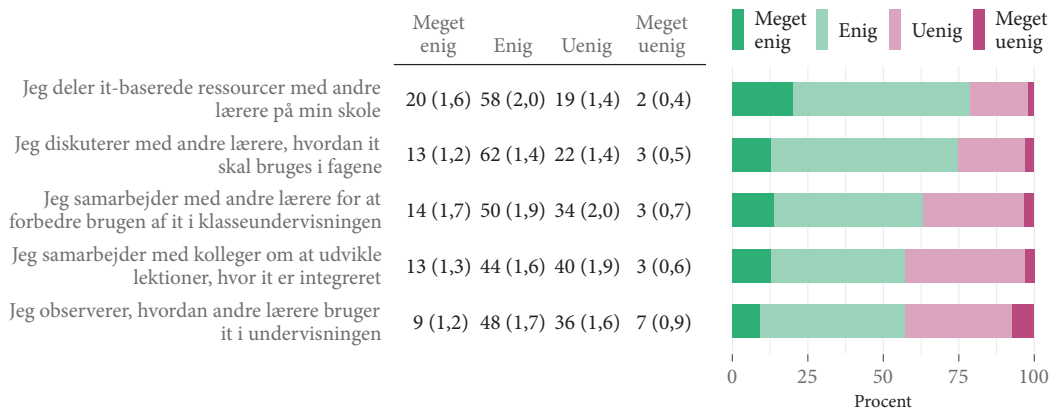 Meget enig Enig Uenig Meget uenig
Meget enig Enig Uenig Meget uenig
Jeg deler it-baserede ressourcer med andre
lærere på min skole
20 (1,6) 58 (2,0) 19 (1,4) 2 (0,4)
Jeg diskuterer med andre lærere, hvordan it
skal bruges i fagene
13 (1,2) 62 (1,4) 22 (1,4) 3 (0,5)
Jeg samarbejder med andre lærere for at
forbedre brugen af it i klasseundervisningen
14 (1,7) 50 (1,9) 34 (2,0) 3 (0,7)
Jeg samarbejder med kolleger om at udvikle
lektioner, hvor it er integreret
13 (1,3) 44 (1,6) 40 (1,9) 3 (0,6)
Jeg observerer, hvordan andre lærere bruger
it i undervisningen
9 (1,2) 48 (1,7) 36 (1,6) 7 (0,9)
0 25 50 75 100
Procent